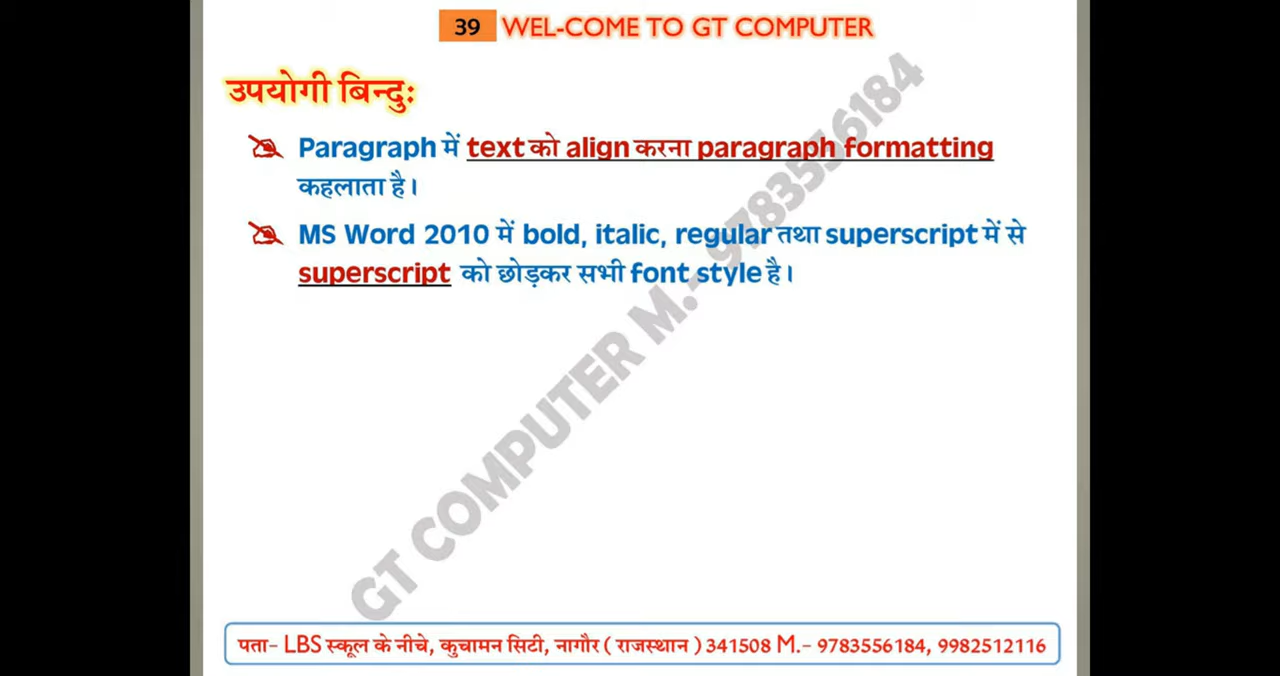 39 WEL-COME TO GT COMPUTER
उपयोगी बिन्दुः
Paragraph में text को align करना paragraph formatting
कहलाता है।
MS Word 2010 में bold, italic, regular तथा superscript में से
superscript को छोड़कर सभी font style है।
GT COMPUTER M.- 9783556184
पता- LBS स्कूल के नीचे, कुचामन सिटी, नागौर ( राजस्थान ) 341508 M.- 9783556184, 9982512116